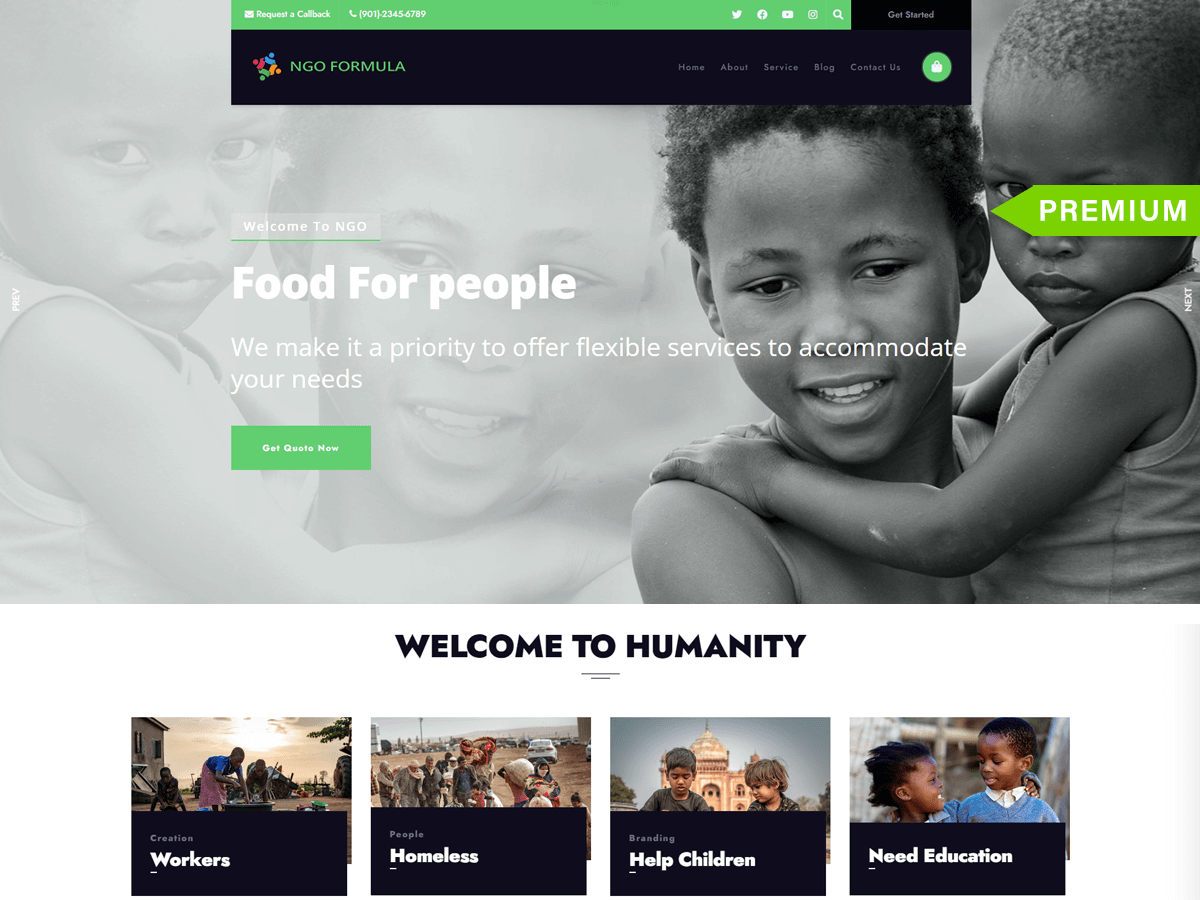 Request a Callback
(901)-2345-6789
Get Started
NGO FORMULA
Home
About
Service
Blog
Contact Us
PREMIUM
Welcome To NGO
Food For people
PREV
NEXT
We make it a priority to offer flexible services to accommodate
your needs
Get Quoto Now
WELCOME TO HUMANITY
Creation
Workers
People
Homeless
Branding
Help Children
Need Education